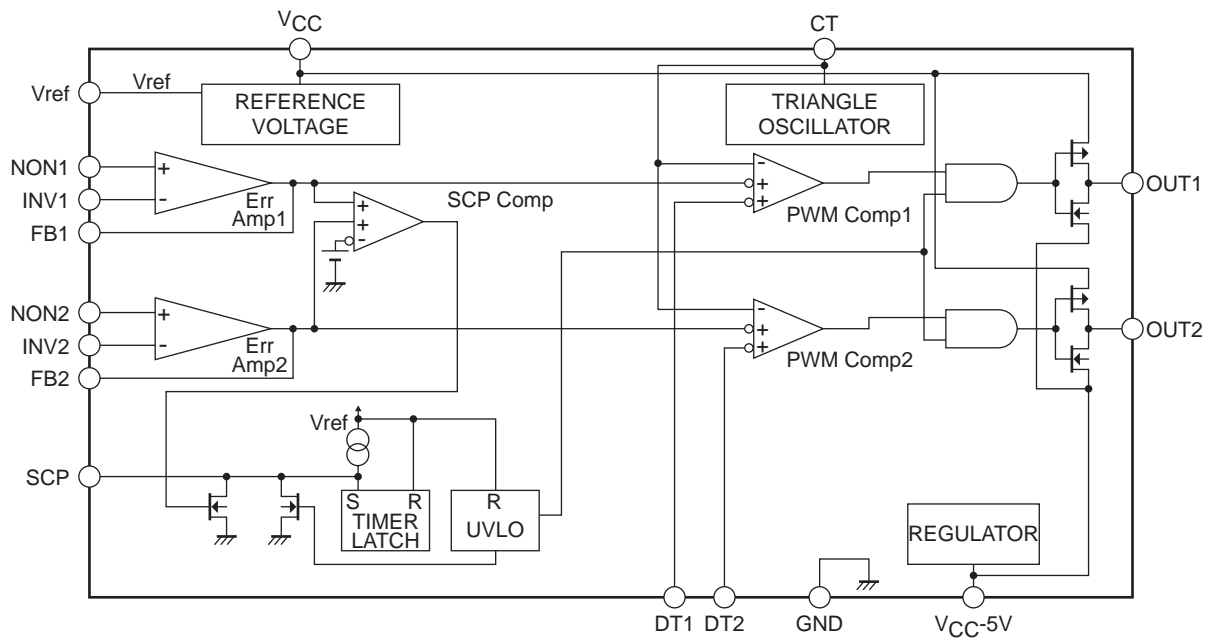 VCC
CT
Vref
Vref
REFERENCE
VOLTAGE
TRIANGLE
OSCILLATOR
NON1
+
INV1
-
Err
Amp1
FB1
+
+
-
SCP Comp
-
+
+
PWM Comp1
OUT1
NON2
+
INV2
-
Err
Amp2
FB2
-
+
+
PWM Comp2
OUT2
Vref
SCP
S
R
TIMER
LATCH
R
UVLO
REGULATOR
DT1
DT2
GND
VCC-5V